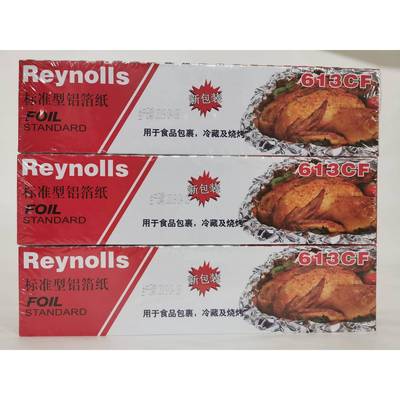 Reynolls
613CF
标准型铝箔纸
新包装
FOIL
STANDARD
用于食品包裹，冷藏及烧烤
Reynolls
613CF
标准型铝箔纸
新包装
FOIL
STANDARD
用于食品包裹，冷藏及烧烤
Reynolls
613CF
标准型铝箔纸
新包装
FOIL
STANDARD
用于食品包裹，冷藏及烧烤